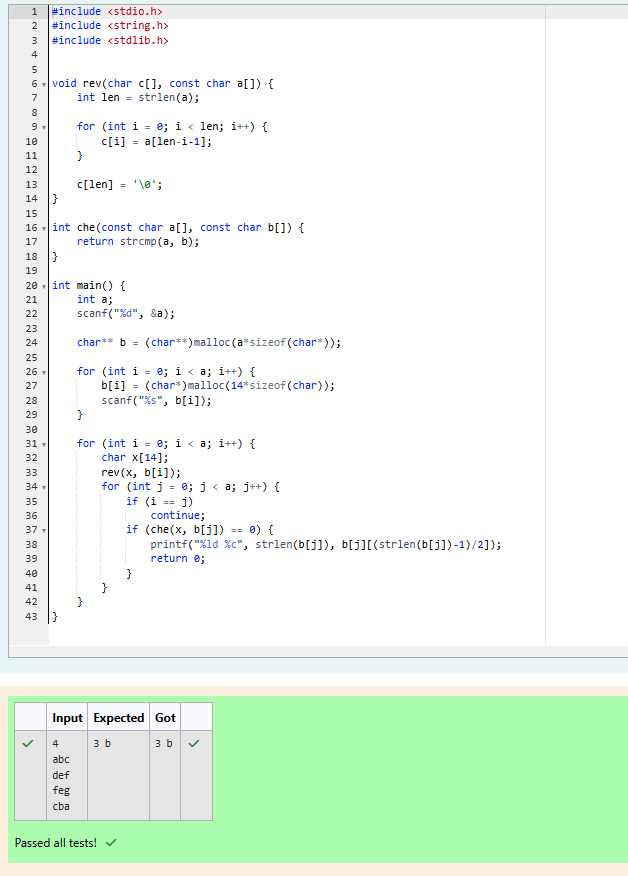 1 #include <stdio.h>
2 #include <string.h>
3 #include <stdlib.h>
4
5
6 void rev(char c[], const char a[]) {
7     int len = strlen(a);
8
9     for (int i = 0; i < len; i++) {
10         c[i] = a[len-i-1];
11     }
12
13     c[len] = '\0';
14 }
15
16 int che(const char a[], const char b[]) {
17     return strcmp(a, b);
18 }
19
20 int main() {
21     int a;
22     scanf("%d", &a);
23
24     char** b = (char**)malloc(a*sizeof(char*));
25
26     for (int i = 0; i < a; i++) {
27         b[i] = (char*)malloc(14*sizeof(char));
28         scanf("%s", b[i]);
29     }
30
31     for (int i = 0; i < a; i++) {
32         char x[14];
33         rev(x, b[i]);
34         for (int j = 0; j < a; j++) {
35             if (i == j)
36                 continue;
37             if (che(x, b[j]) == 0) {
38                 printf("%ld %c", strlen(b[j]), b[j][(strlen(b[j])-1)/2]);
39                 return 0;
40             }
41         }
42     }
43 }
Input Expected Got
4 3 b 3 b
abc
def
feg
cba
Passed all tests!